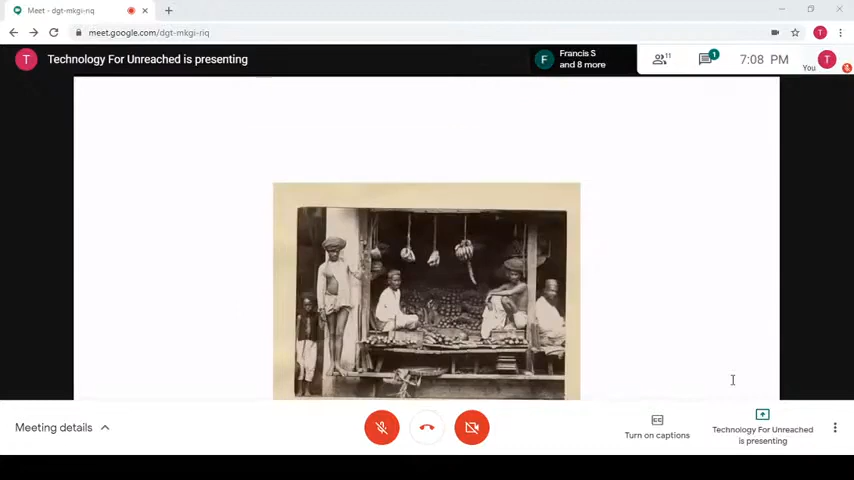 Meet - dgt-mkgi-riq
meet.google.com/dgt-mkgi-riq
T
Technology For Unreached is presenting
F
Francis S
and 8 more
11
1
7:08 PM
You
T
Meeting details
CC
Turn on captions
Technology For Unreached
is presenting